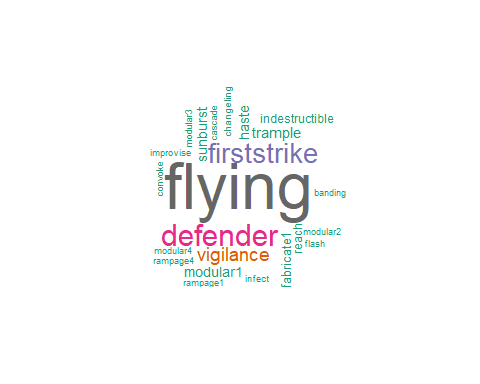 changeling
modular3
sunburst
cascade
haste
indestructible
trample
improvise
firststrike
convoke
flying
banding
defender
modular2
flash
reach
fabricate1
modular4
rampage4
vigilance
modular1
infect
rampage1